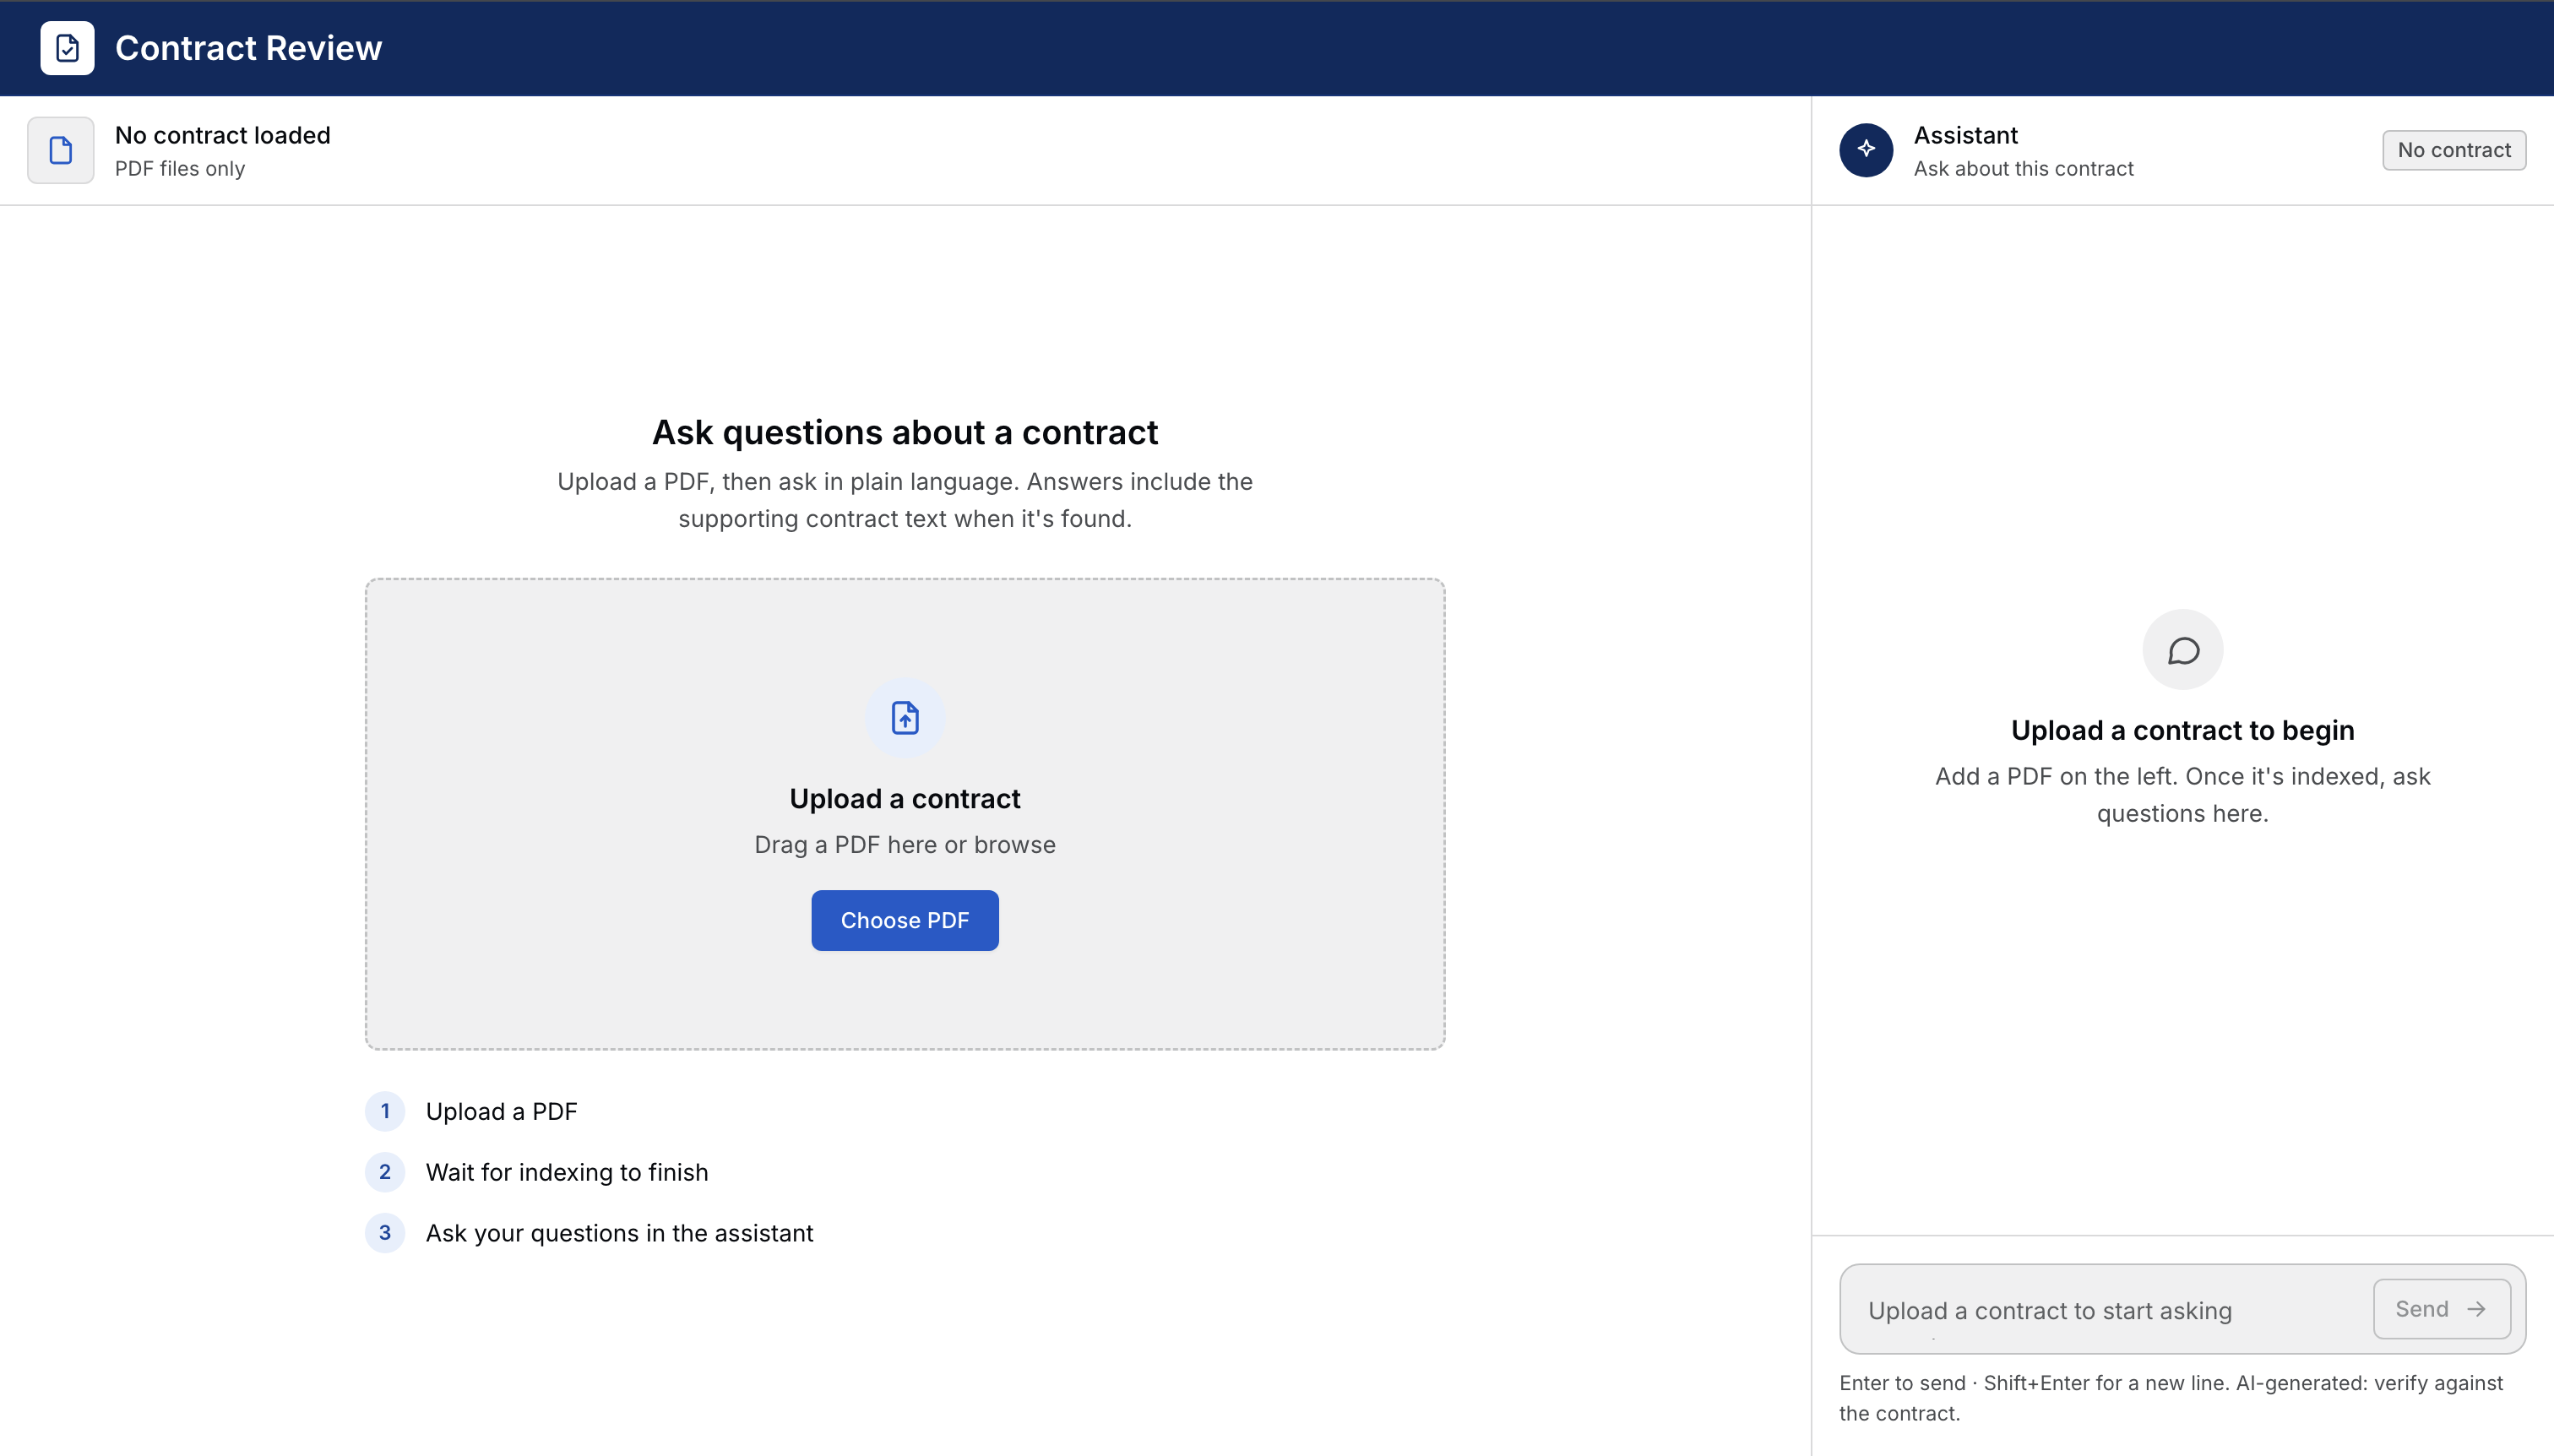 Contract Review
No contract loaded
PDF files only
Assistant
Ask about this contract
No contract
Ask questions about a contract
Upload a PDF, then ask in plain language. Answers include the
supporting contract text when it's found.
Upload a contract
Drag a PDF here or browse
Choose PDF
1 Upload a PDF
2 Wait for indexing to finish
3 Ask your questions in the assistant
Upload a contract to begin
Add a PDF on the left. Once it's indexed, ask
questions here.
Upload a contract to start asking
Send
Enter to send · Shift+Enter for a new line. AI-generated: verify against
the contract.